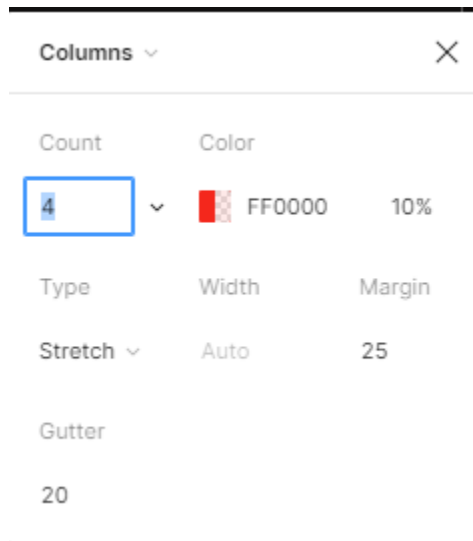 Columns
Count Color
4 FF0000 10%
Type Width Margin
Stretch Auto 25
Gutter
20